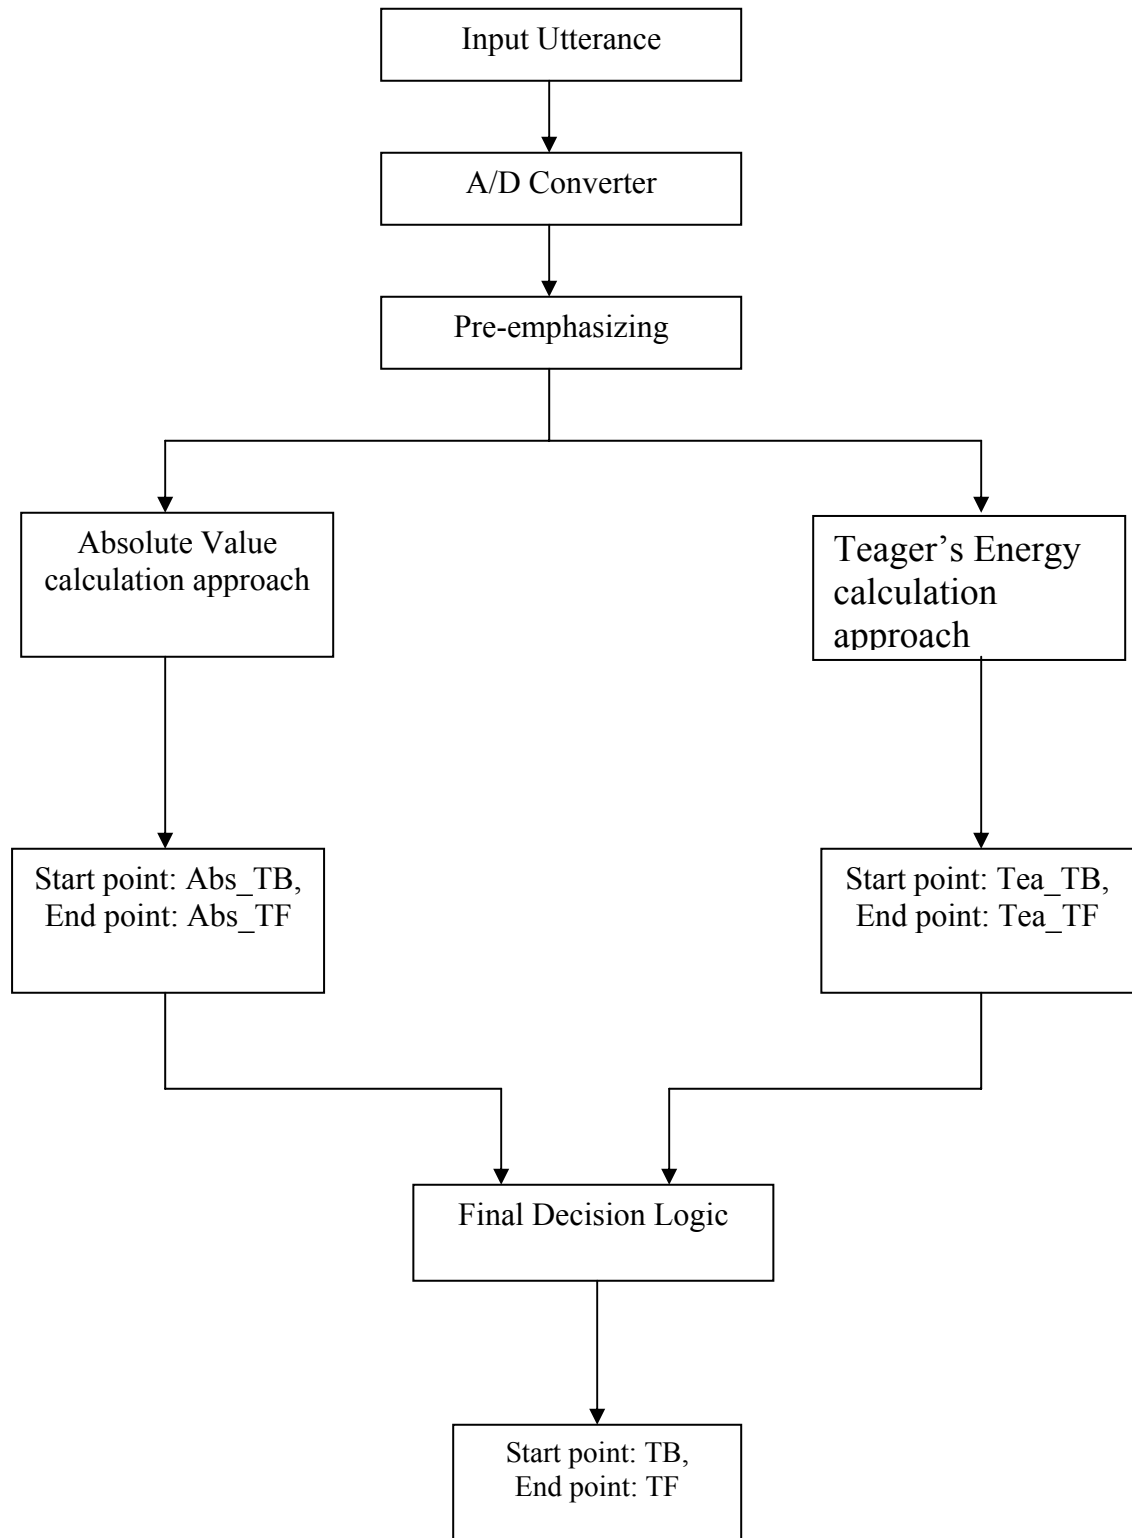 Input Utterance
A/D Converter
Pre-emphasizing
Absolute Value
calculation approach
Teager’s Energy
calculation
approach
Start point: Abs_TB,
End point: Abs_TF
Start point: Tea_TB,
End point: Tea_TF
Final Decision Logic
Start point: TB,
End point: TF